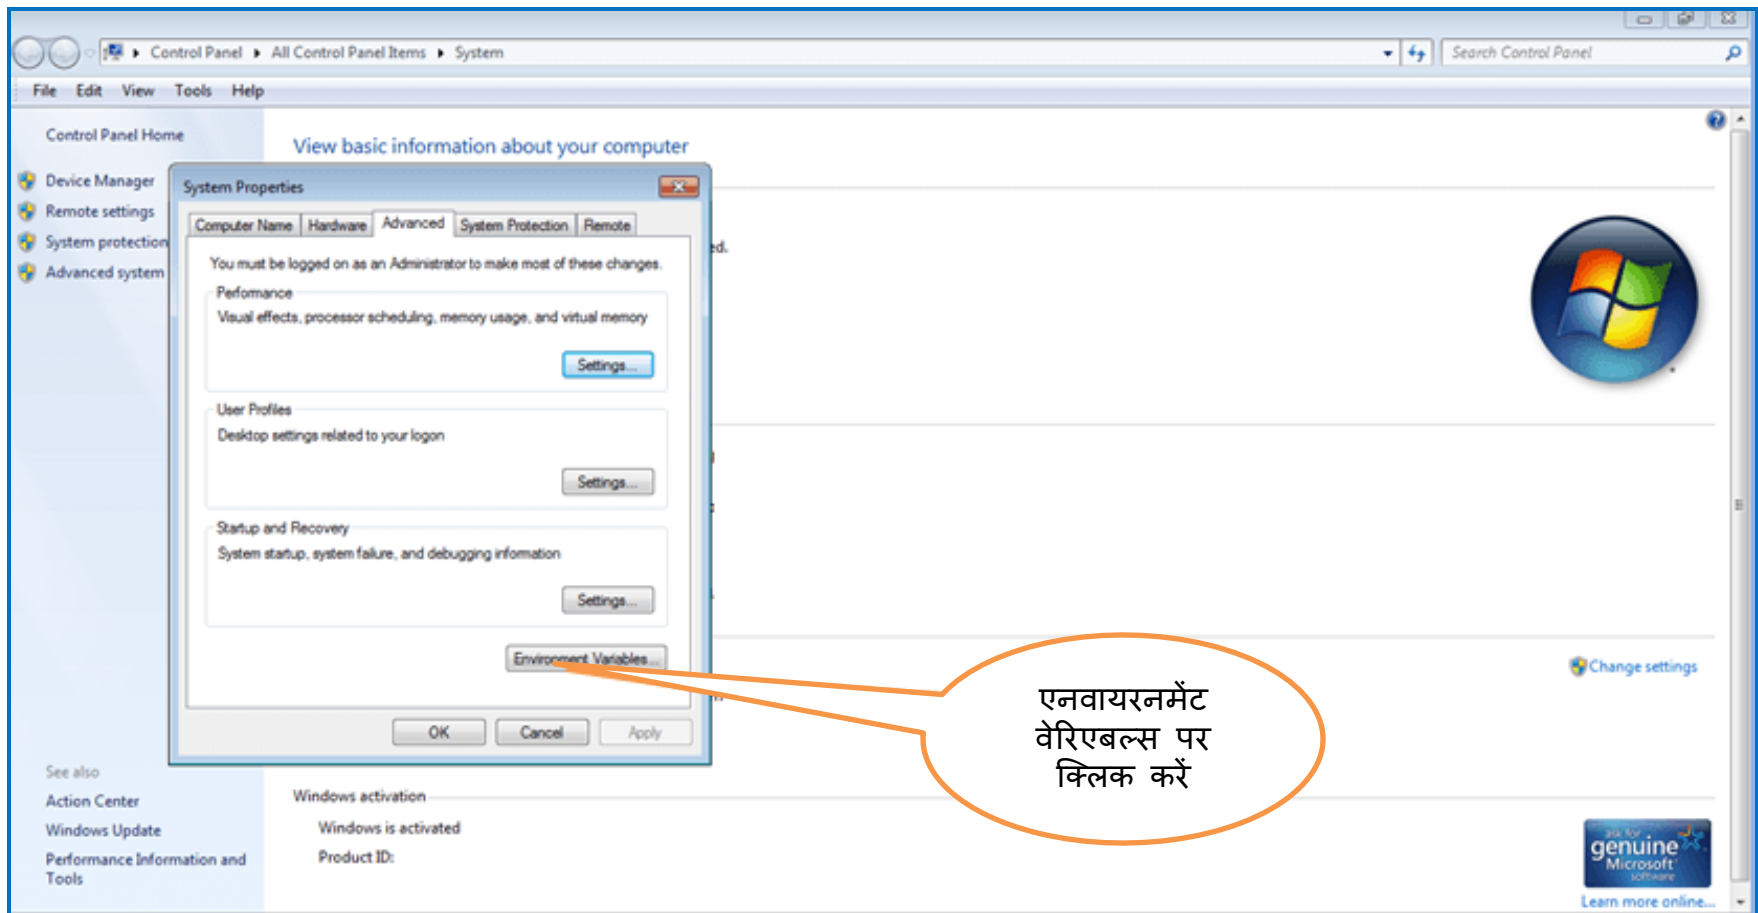 Control Panel
All Control Panel Items
System
Search Control Panel
File Edit View Tools Help
Control Panel Home
Device Manager
Remote settings
System protection
Advanced system
View basic information about your computer
System Properties
Computer Name Hardware Advanced System Protection Remote
You must be logged on as an Administrator to make most of these changes.
Performance
Visual effects, processor scheduling, memory usage, and virtual memory
Settings...
User Profiles
Desktop settings related to your logon
Settings...
Startup and Recovery
System startup, system failure, and debugging information
Settings...
Environment Variables...
OK Cancel Apply
ed.
एनवायरनमेंट
वेरिएबल्स पर
क्लिक करें
Change settings
See also
Action Center
Windows Update
Performance Information and
Tools
Windows activation
Windows is activated
Product ID:
ask for
genuine
Microsoft
software
Learn more online...